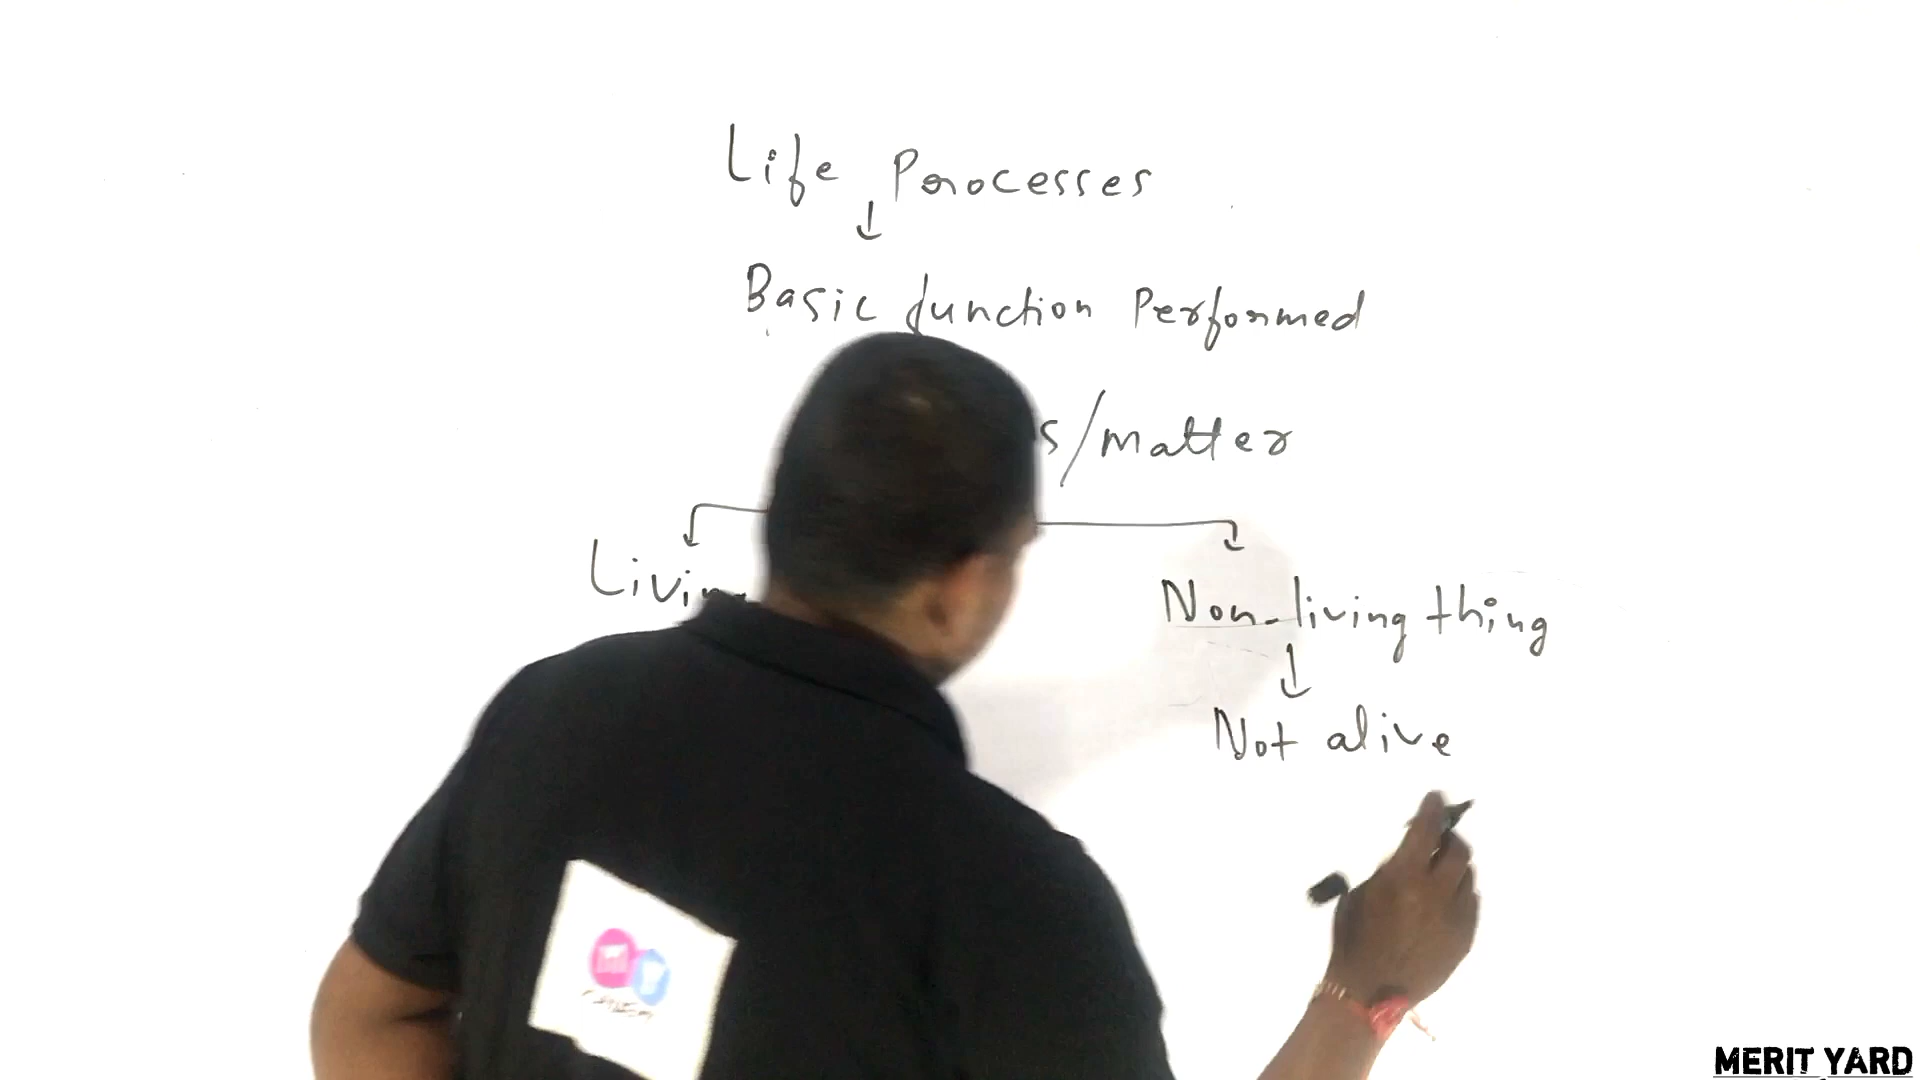 Life Processes
Basic function Performed
/matter
Non-living thing
Not alive
MERIT YARD